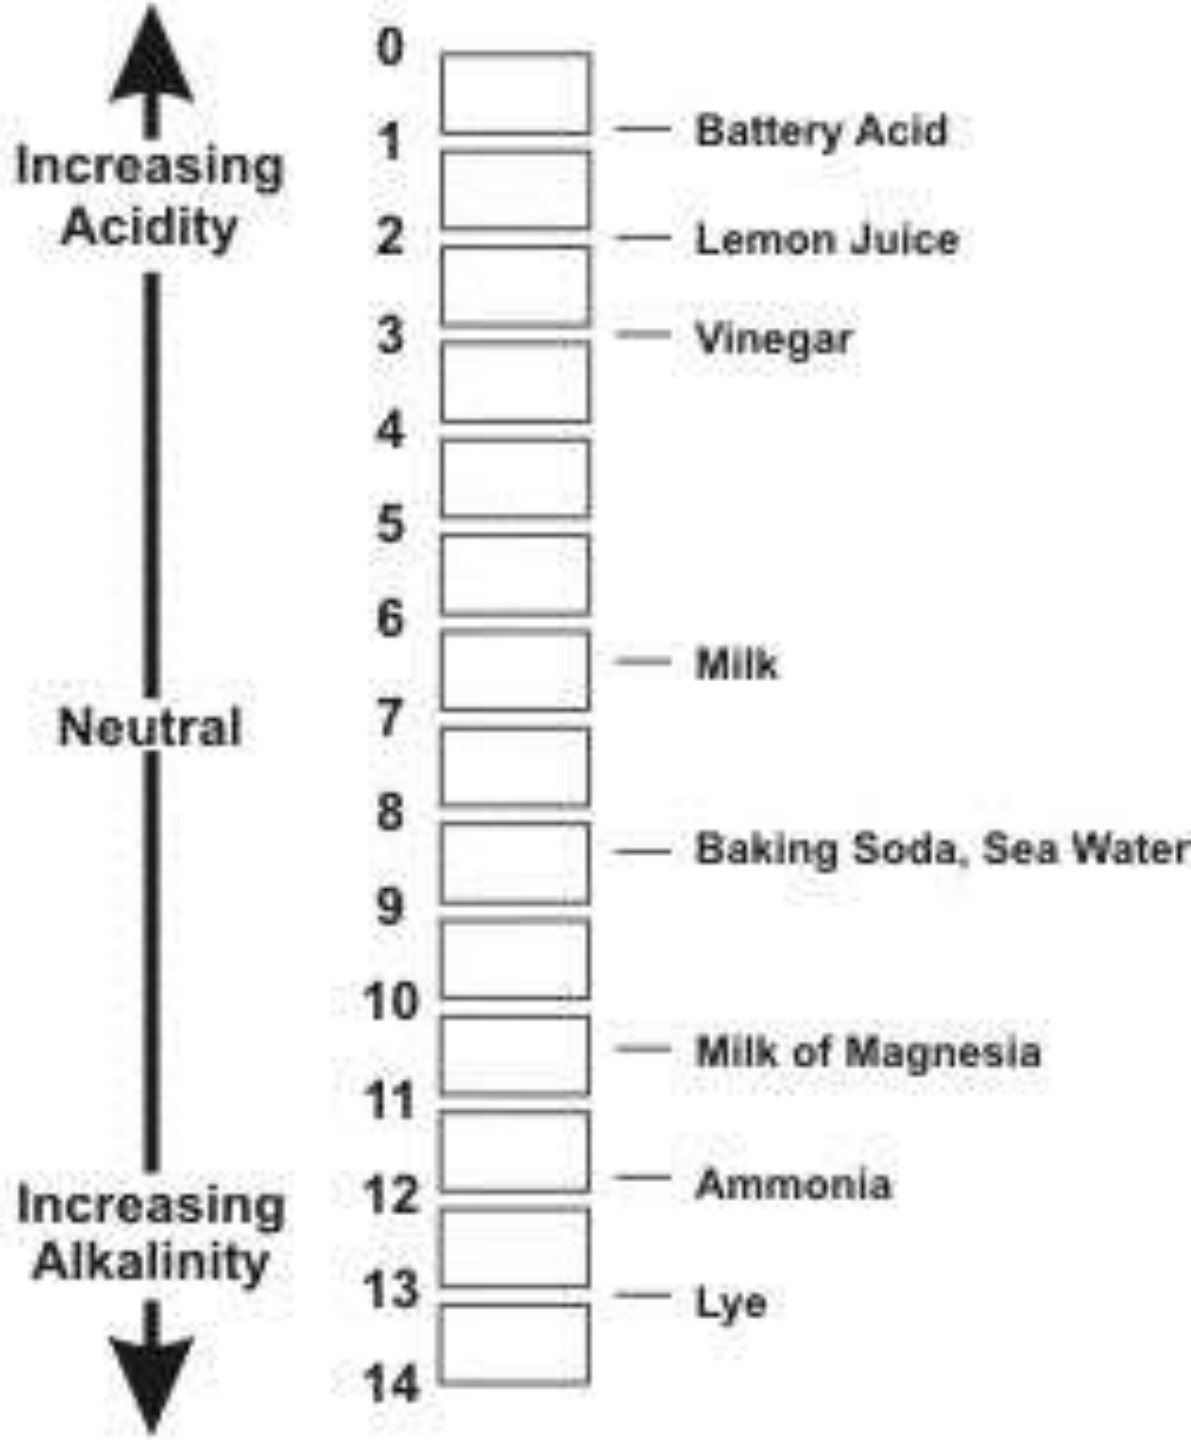 Increasing
Acidity
Neutral
Increasing
Alkalinity
0
1
2
3
4
5
6
7
8
9
10
11
12
13
14
Battery Acid
Lemon Juice
Vinegar
Milk
Baking Soda, Sea Water
Milk of Magnesia
Ammonia
Lye